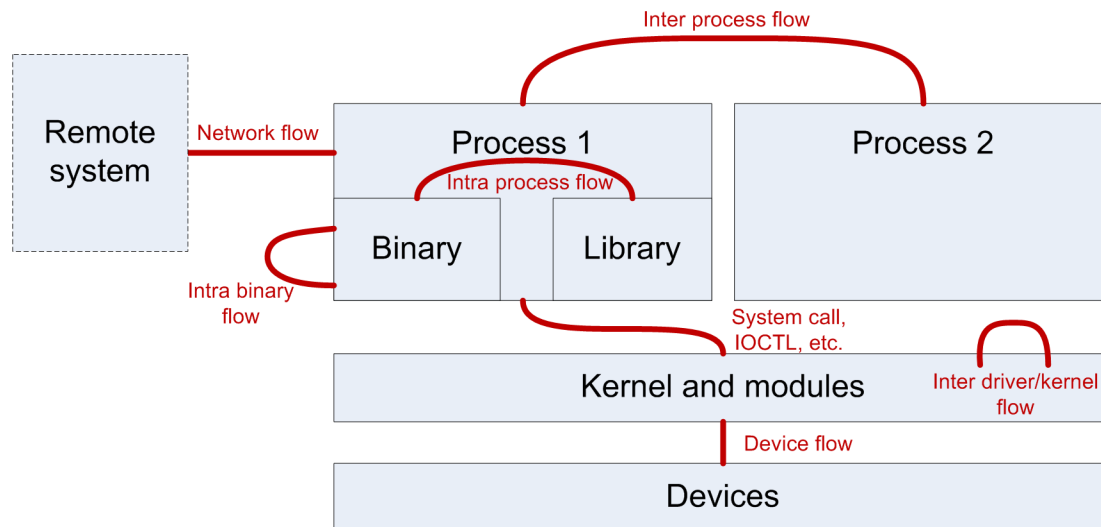 Inter process flow
Remote
system
Network flow
Process 1
Process 2
Intra process flow
Binary
Library
Intra binary
flow
System call,
IOCTL, etc.
Kernel and modules
Inter driver/kernel
flow
Device flow
Devices